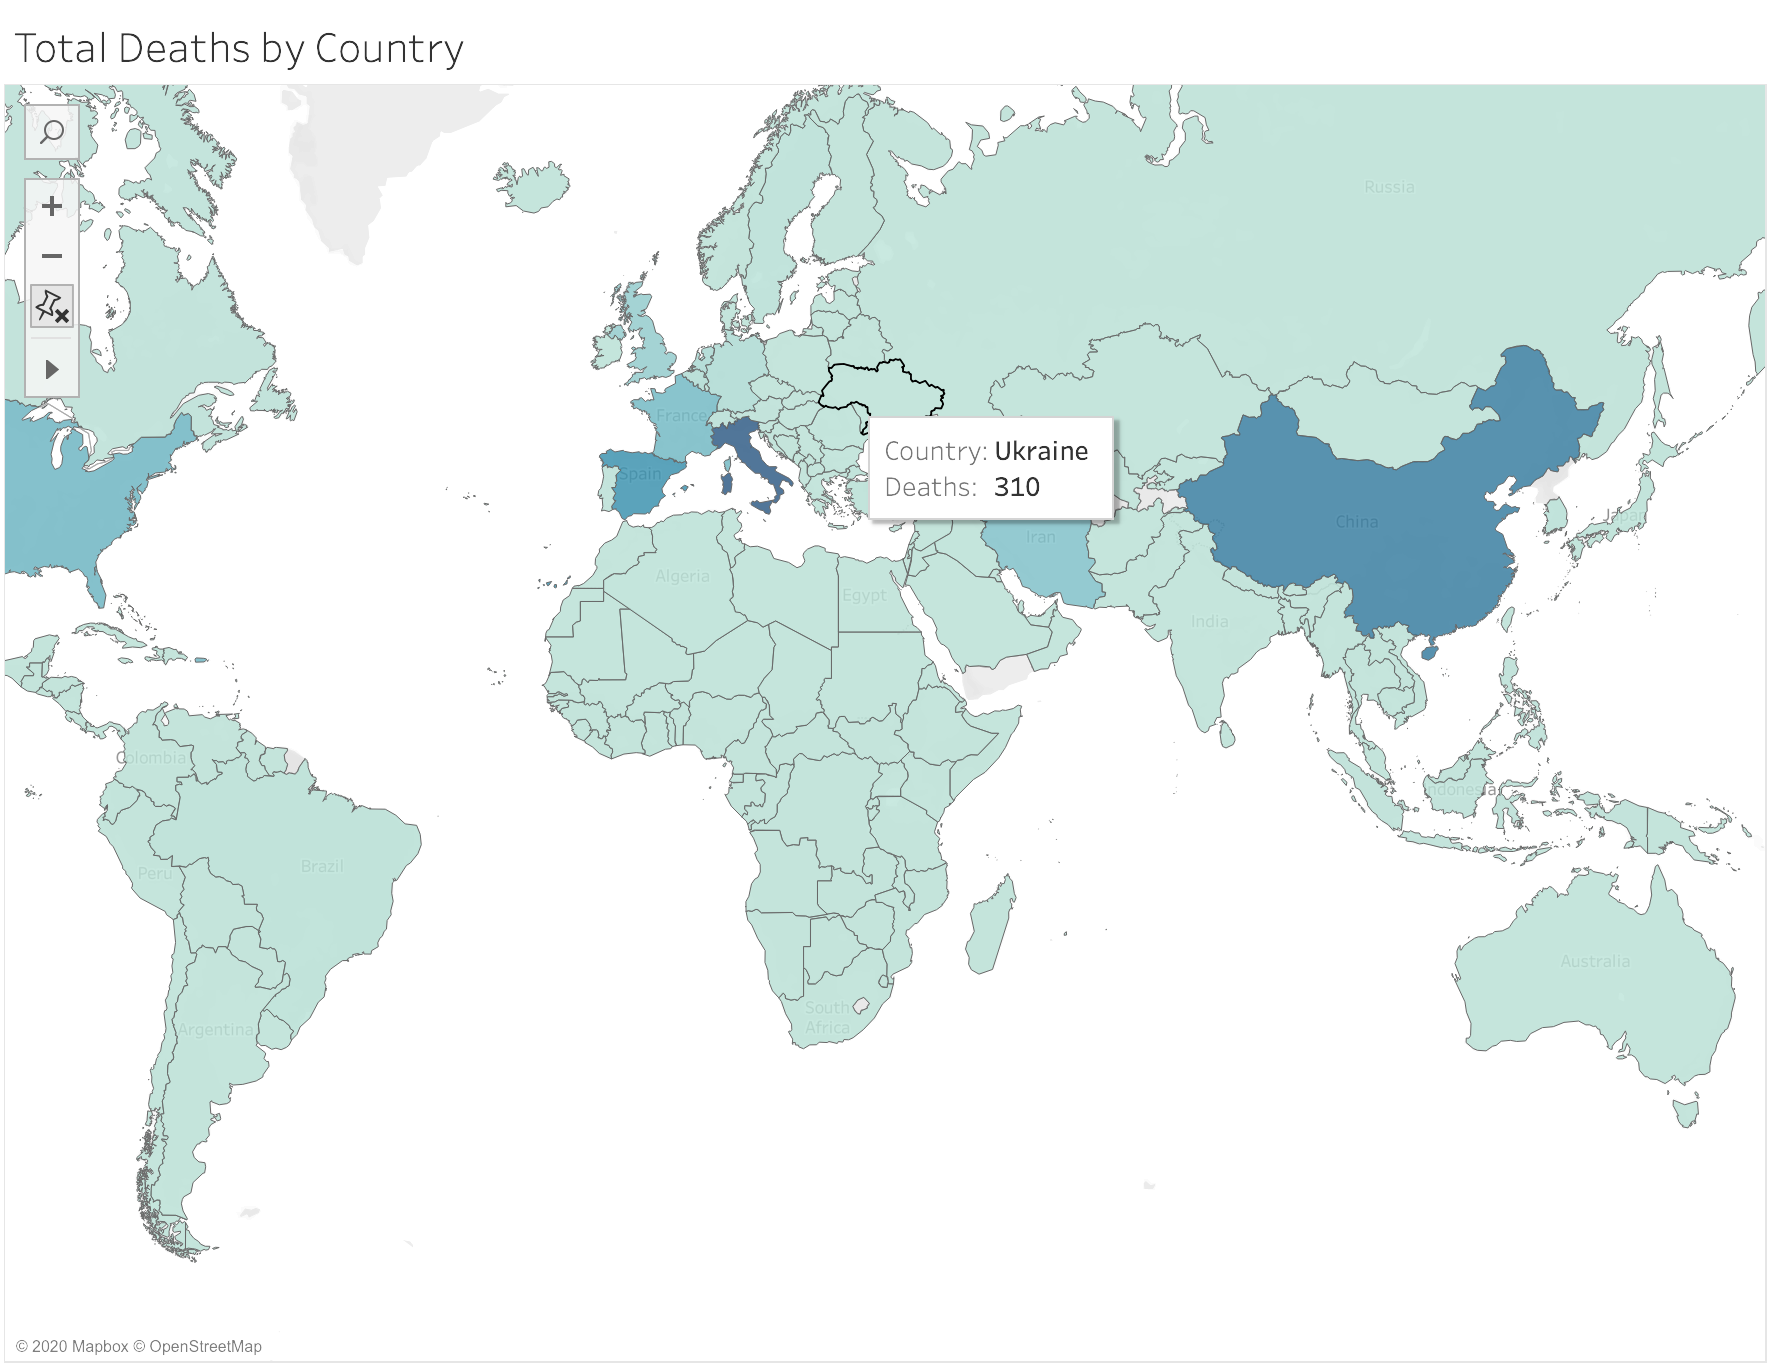 Total Deaths by Country
Russia
France
Spain
Country: Ukraine
Deaths: 310
China
Japan
Iran
Algeria
Egypt
India
Colombia
Indonesia
Peru
Brazil
Australia
South
Africa
Argentina
© 2020 Mapbox © OpenStreetMap